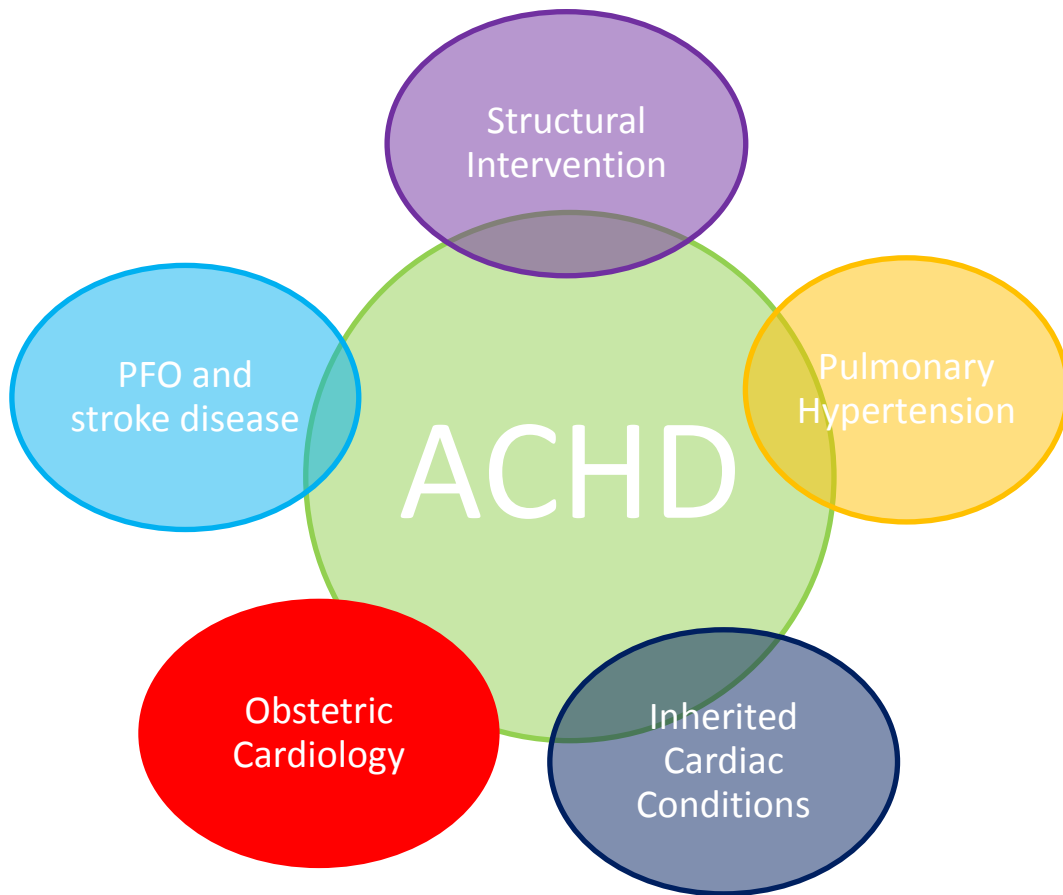 Structural
Intervention
PFO and
stroke disease
Pulmonary
Hypertension
ACHD
Obstetric
Cardiology
Inherited
Cardiac
Conditions